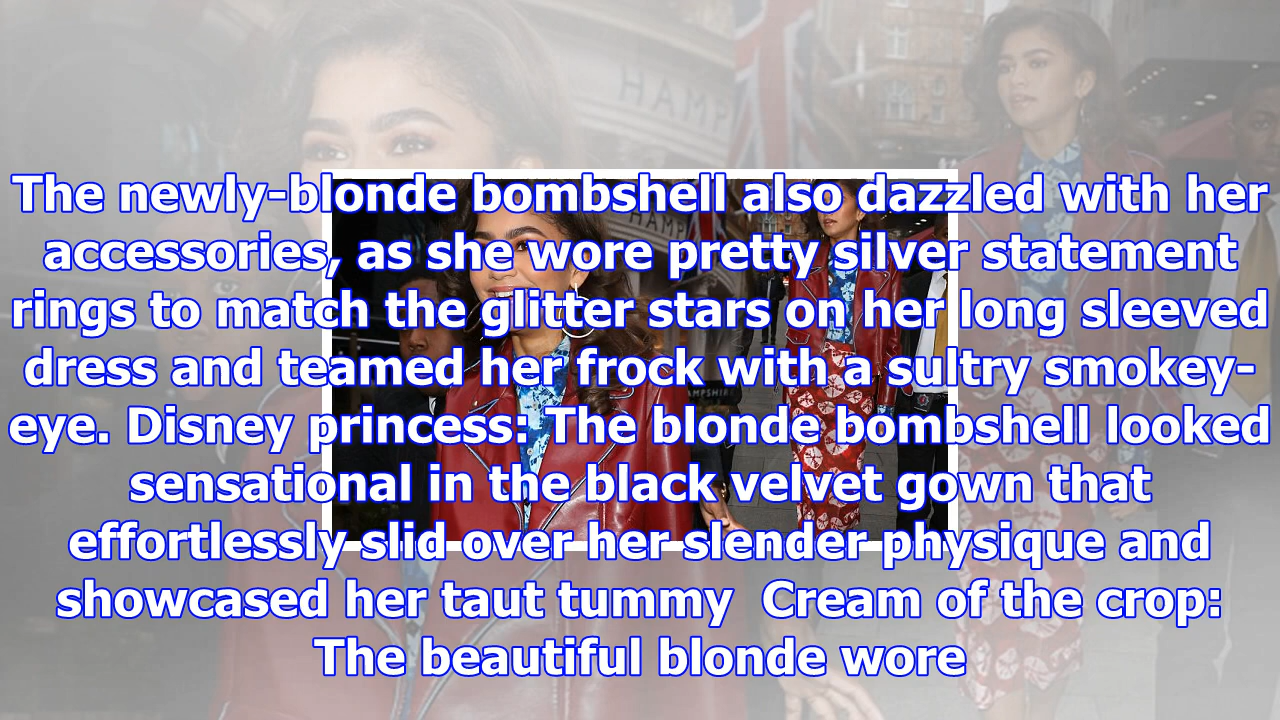 HAMP
The newly-blonde bombshell also dazzled with her
accessories, as she wore pretty silver statement
rings to match the glitter stars on her long sleeved
dress and teamed her frock with a sultry smokey-
eye. Disney princess: The blonde bombshell looked
sensational in the black velvet gown that
effortlessly slid over her slender physique and
showcased her taut tummy  Cream of the crop:
The beautiful blonde wore